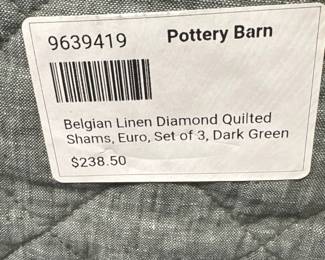 9639419 Pottery Barn
Belgian Linen Diamond Quilted
Shams, Euro, Set of 3, Dark Green
$238.50